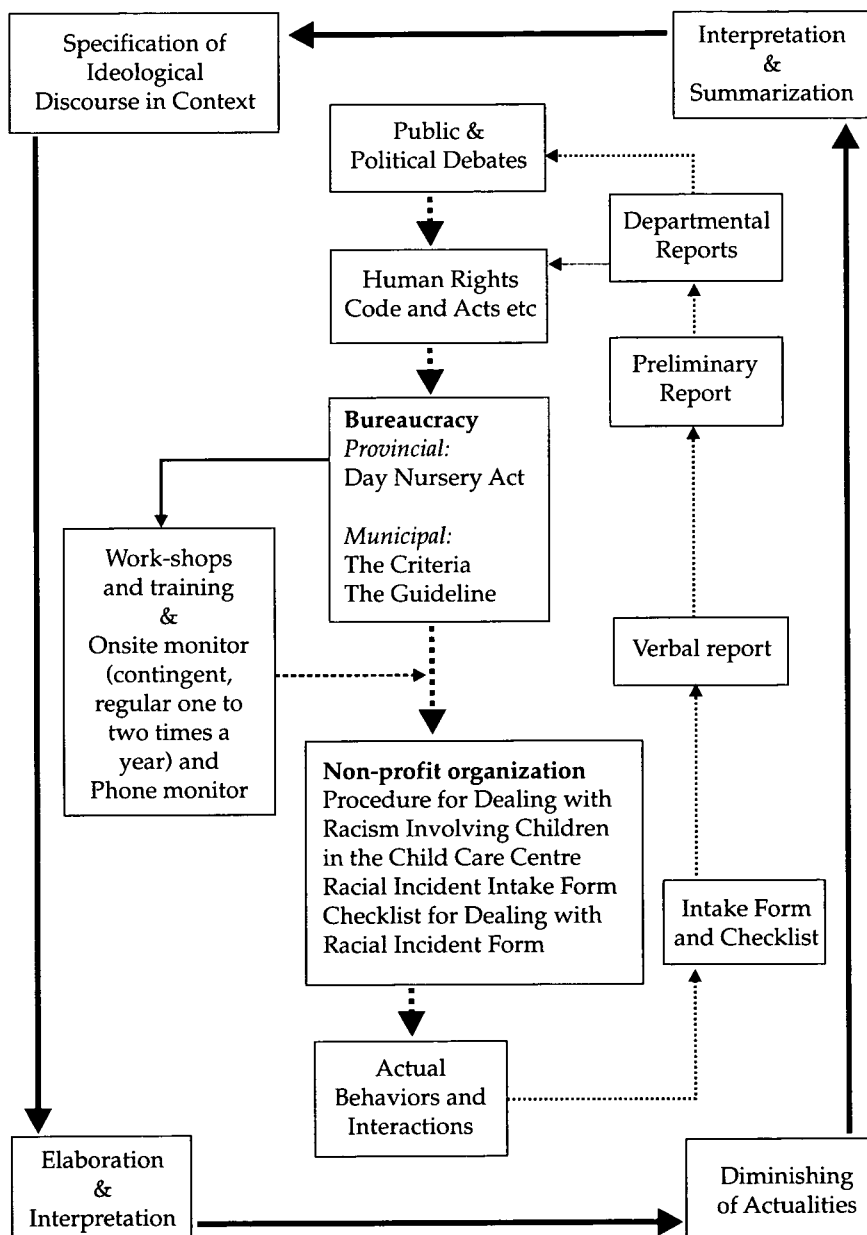 Specification of
Ideological
Discourse in Context
Interpretation
&
Summarization
Public &
Political Debates
Departmental
Reports
Human Rights
Code and Acts etc
Preliminary
Report
Bureaucracy
Provincial:
Day Nursery Act
Municipal:
The Criteria
The Guideline
Work-shops
and training
&
Onsite monitor
(contingent,
regular one to
two times a
year) and
Phone monitor
Verbal report
Non-profit organization
Procedure for Dealing with
Racism Involving Children
in the Child Care Centre
Racial Incident Intake Form
Checklist for Dealing with
Racial Incident Form
Intake Form
and Checklist
Actual
Behaviors and
Interactions
Elaboration
&
Interpretation
Diminishing
of Actualities